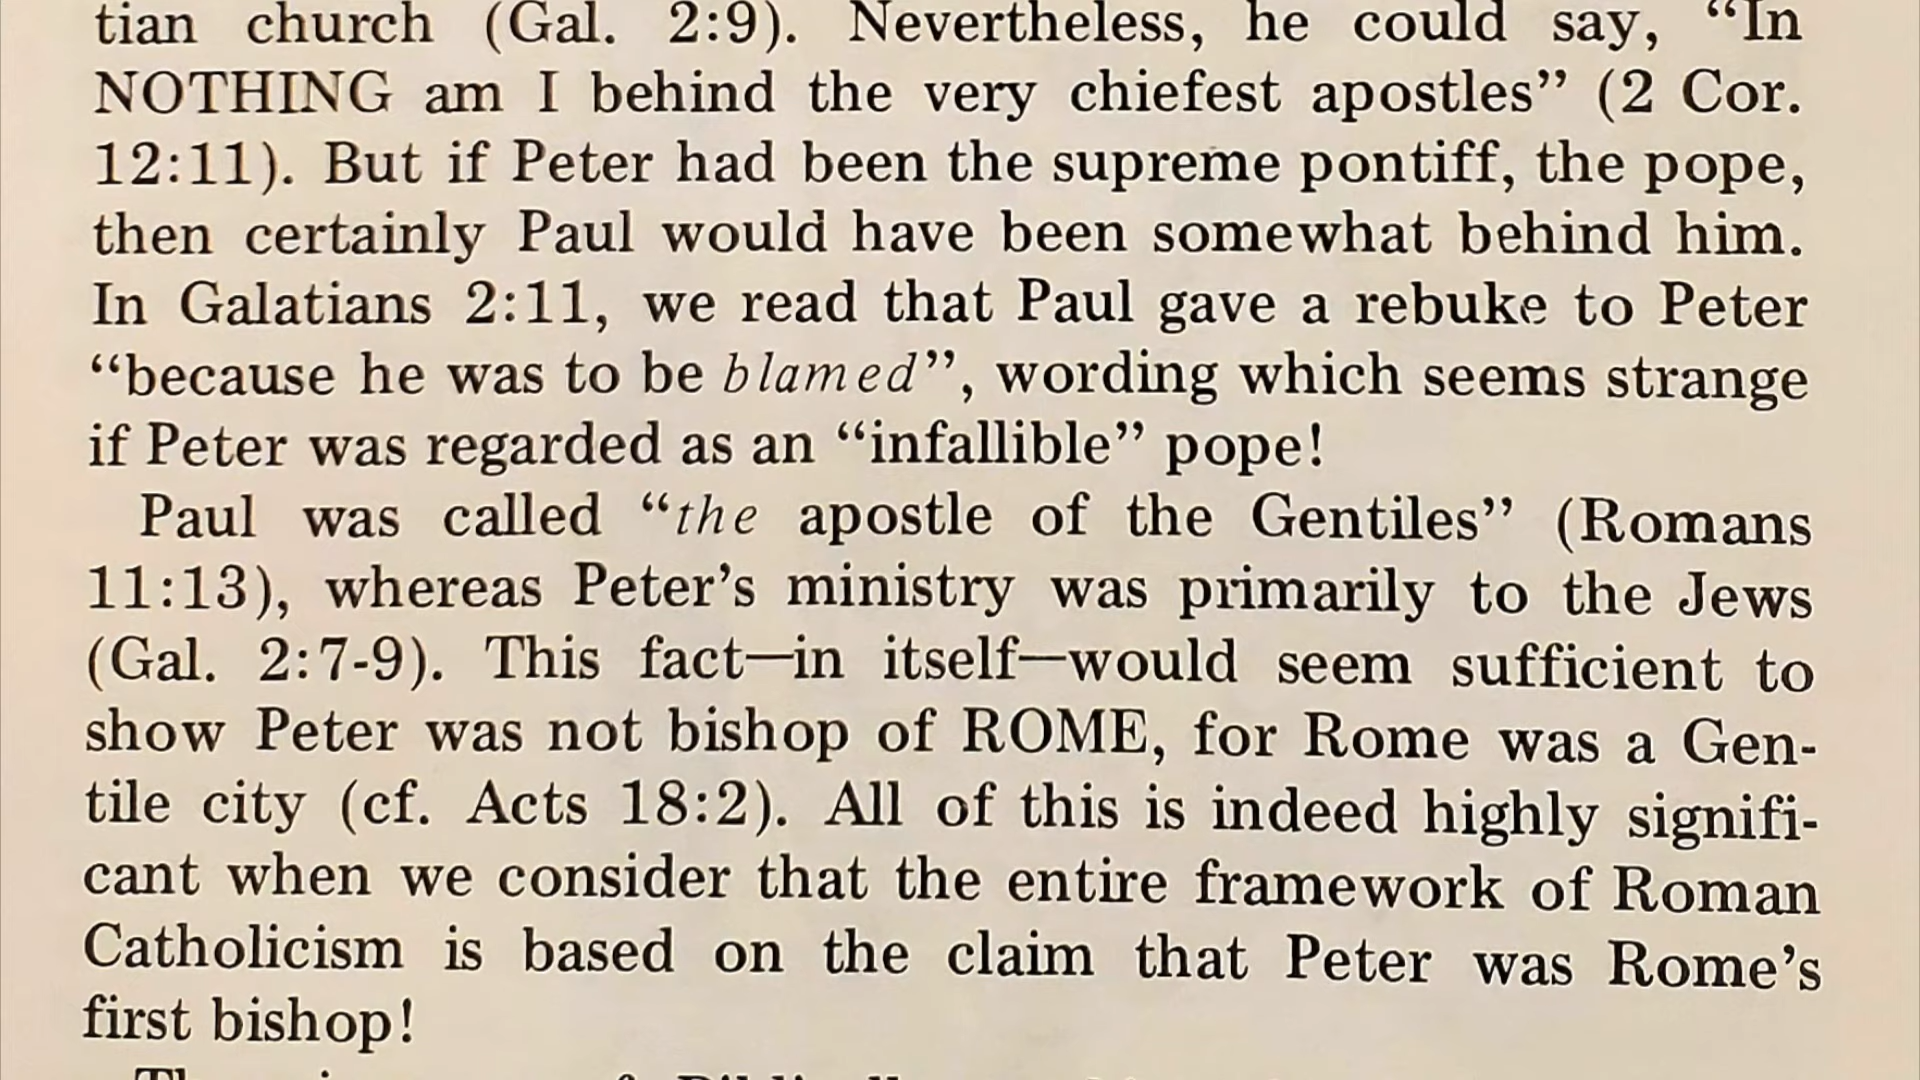 tian church (Gal. 2:9). Nevertheless, he could say, “In
NOTHING am I behind the very chiefest apostles” (2 Cor.
12:11). But if Peter had been the supreme pontiff, the pope,
then certainly Paul would have been somewhat behind him.
In Galatians 2:11, we read that Paul gave a rebuke to Peter
“because he was to be blamed”, wording which seems strange
if Peter was regarded as an “infallible” pope!
Paul was called “the apostle of the Gentiles” (Romans
11:13), whereas Peter’s ministry was primarily to the Jews
(Gal. 2:7-9). This fact—in itself—would seem sufficient to
show Peter was not bishop of ROME, for Rome was a Gen-
tile city (cf. Acts 18:2). All of this is indeed highly signifi-
cant when we consider that the entire framework of Roman
Catholicism is based on the claim that Peter was Rome’s
first bishop!